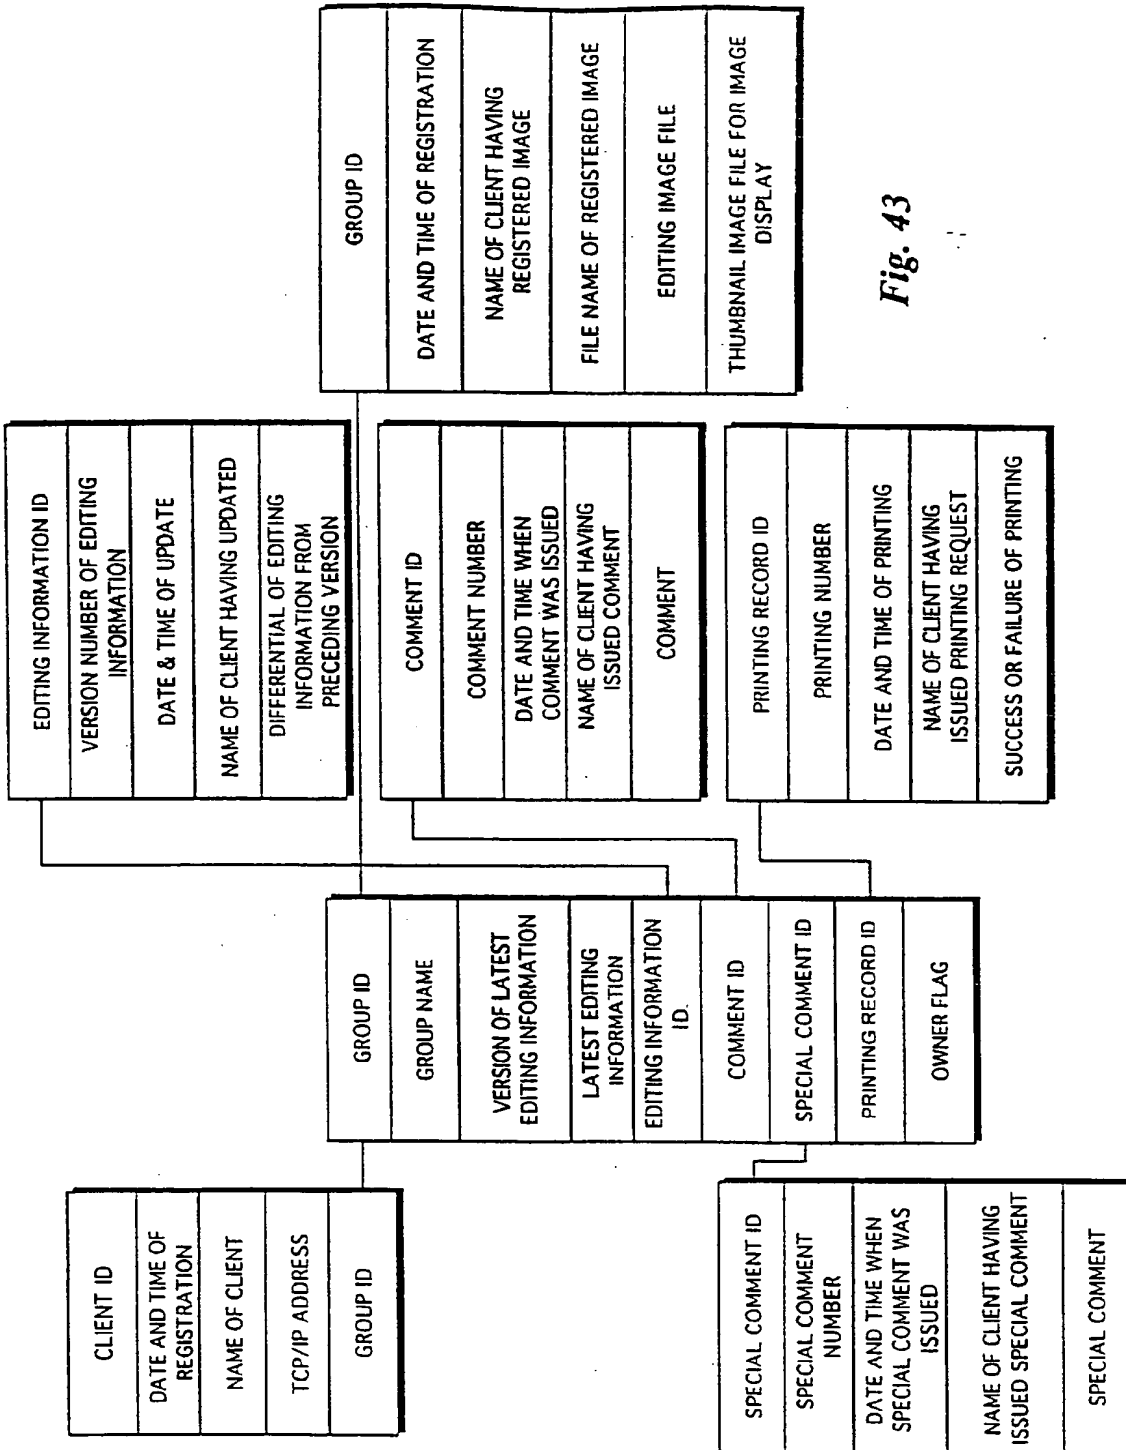 CLIENT ID
DATE AND TIME OF
REGISTRATION
NAME OF CLIENT
TCP/IP ADDRESS
GROUP ID
SPECIAL COMMENT ID
SPECIAL COMMENT
NUMBER
DATE AND TIME WHEN
SPECIAL COMMENT WAS
ISSUED
NAME OF CLIENT HAVING
ISSUED SPECIAL COMMENT
SPECIAL COMMENT
GROUP ID
GROUP NAME
VERSION OF LATEST
EDITING INFORMATION
LATEST EDITING
INFORMATION
EDITING INFORMATION
ID.
COMMENT ID
SPECIAL COMMENT ID
PRINTING RECORD ID
OWNER FLAG
EDITING INFORMATION ID
VERSION NUMBER OF EDITING
INFORMATION
DATE & TIME OF UPDATE
NAME OF CLIENT HAVING UPDATED
DIFFERENTIAL OF EDITING
INFORMATION FROM
PRECEDING VERSION
COMMENT ID
COMMENT NUMBER
DATE AND TIME WHEN
COMMENT WAS ISSUED
NAME OF CLIENT HAVING
ISSUED COMMENT
COMMENT
PRINTING RECORD ID
PRINTING NUMBER
DATE AND TIME OF PRINTING
NAME OF CLIENT HAVING
ISSUED PRINTING REQUEST
SUCCESS OR FAILURE OF PRINTING
GROUP ID
DATE AND TIME OF REGISTRATION
NAME OF CLIENT HAVING
REGISTERED IMAGE
FILE NAME OF REGISTERED IMAGE
EDITING IMAGE FILE
THUMBNAIL IMAGE FILE FOR IMAGE
DISPLAY
Fig. 43